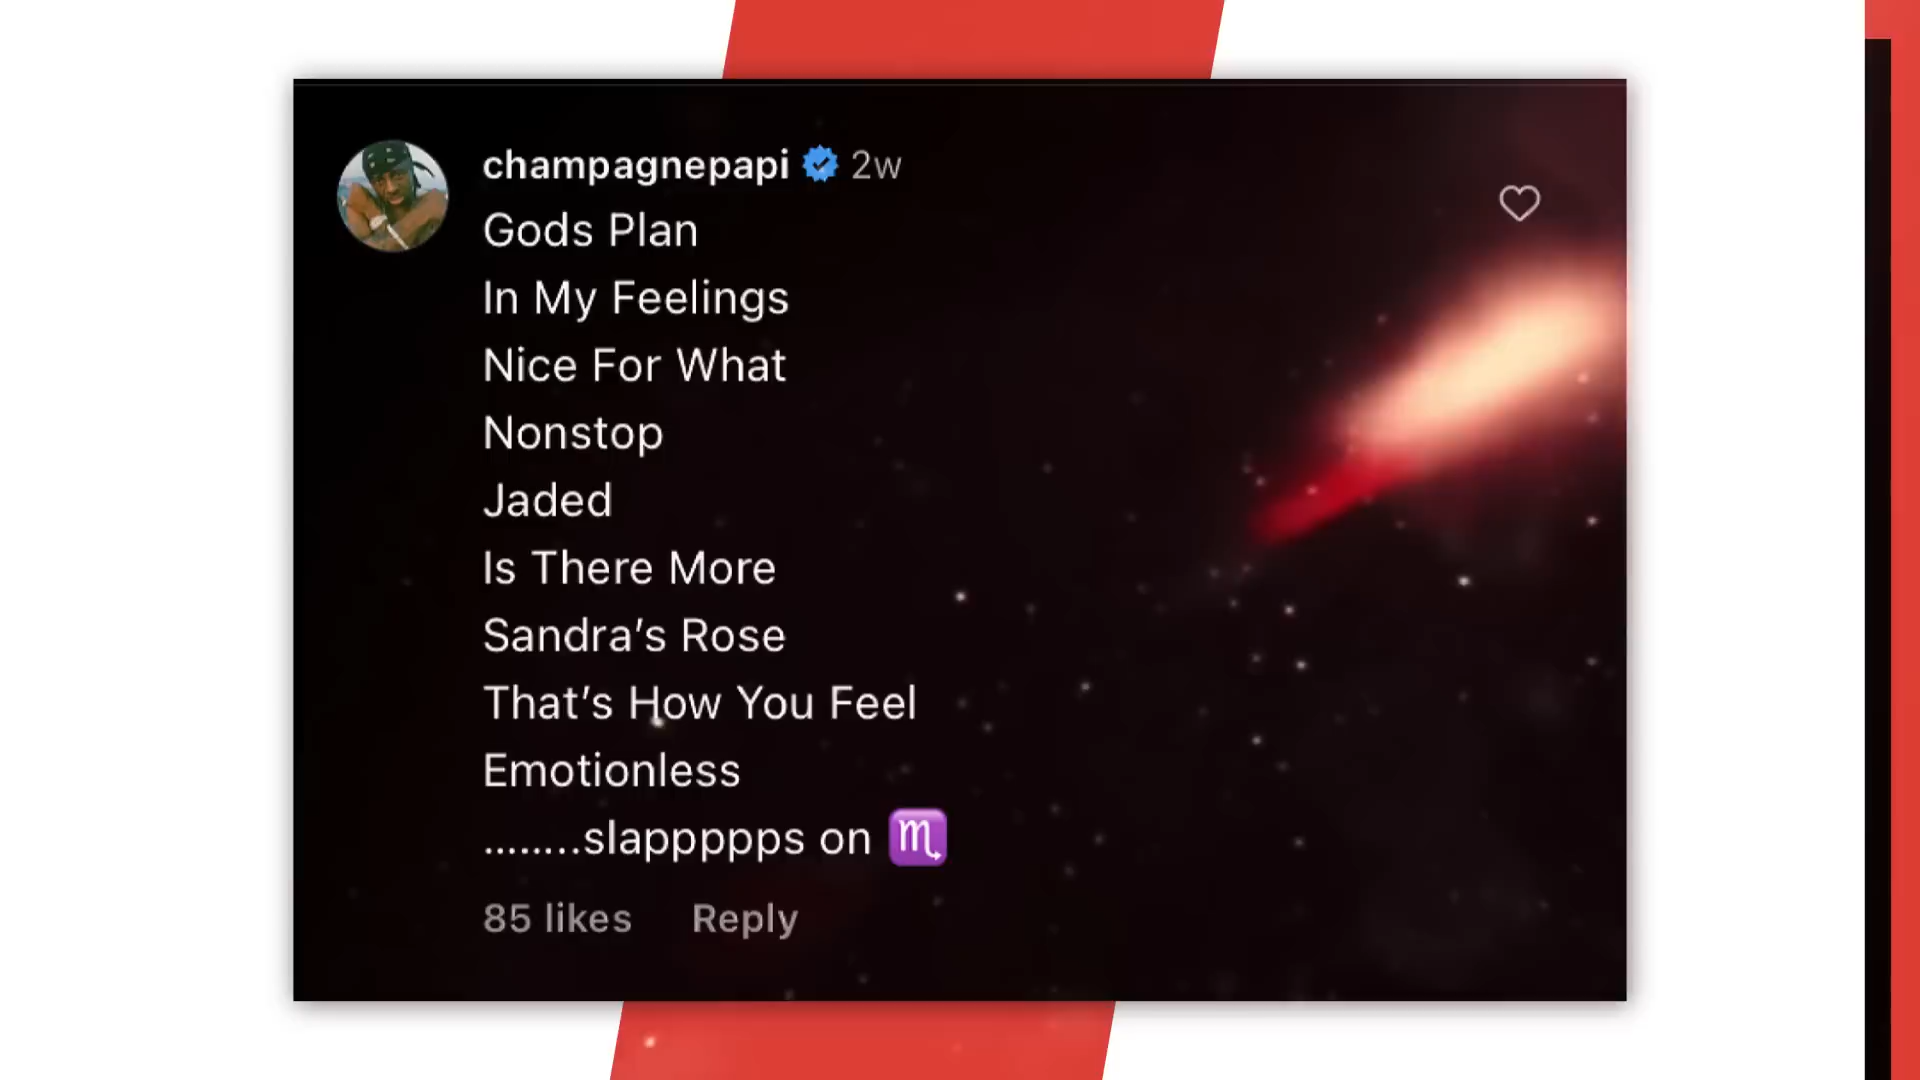 champagnepapi 2w
Gods Plan
In My Feelings
Nice For What
Nonstop
Jaded
Is There More
Sandra’s Rose
That’s How You Feel
Emotionless
........slappppps on ♏
85 likes Reply